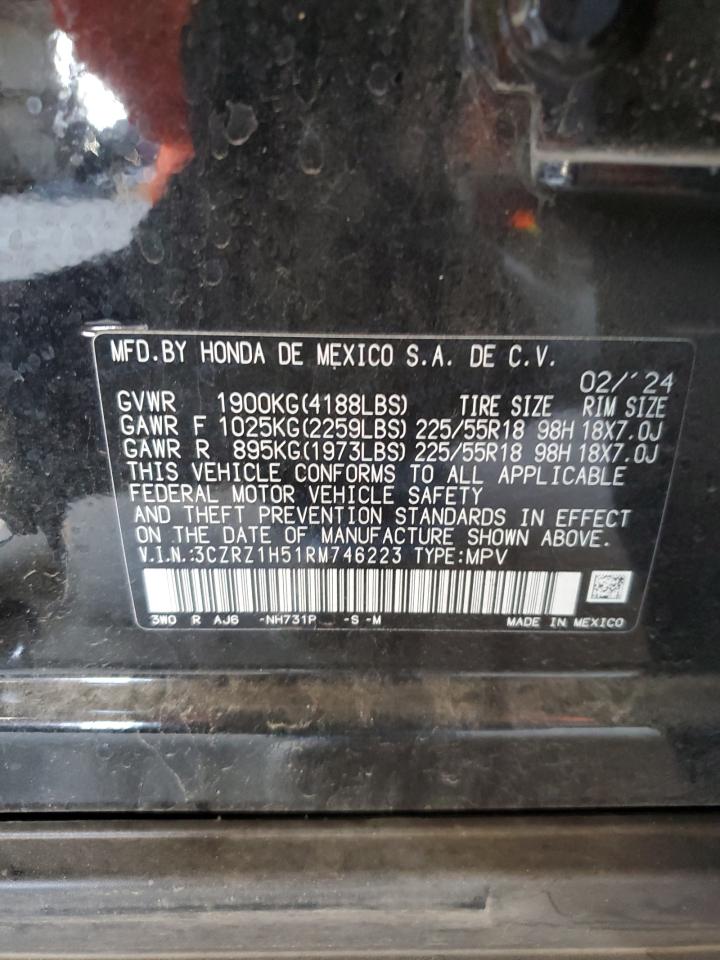 MFD.BY HONDA DE MEXICO S.A. DE C.V.
02/'24
GVWR 1900KG(4188LBS) TIRE SIZE RIM SIZE
GAWR F 1025KG(2259LBS) 225/55R18 98H 18X7.0J
GAWR R 895KG(1973LBS) 225/55R18 98H 18X7.0J
THIS VEHICLE CONFORMS TO ALL APPLICABLE
FEDERAL MOTOR VEHICLE SAFETY
AND THEFT PREVENTION STANDARDS IN EFFECT
ON THE DATE OF MANUFACTURE SHOWN ABOVE.
V.I.N.:3CZRZ1H51RM746223 TYPE:MPV
3W0 R AJ6 -NH731P -S -M MADE IN MEXICO